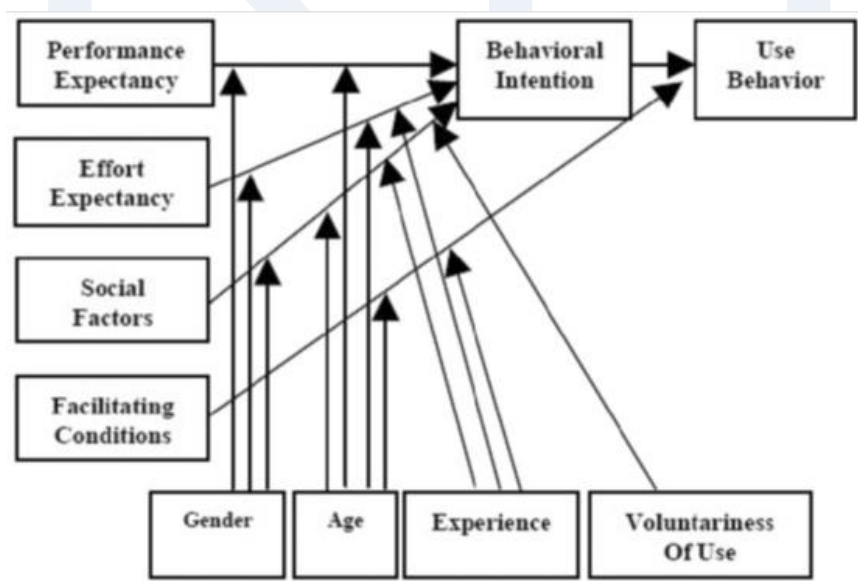 Performance
Expectancy
Behavioral
Intention
Use
Behavior
Effort
Expectancy
Social
Factors
Facilitating
Conditions
Gender
Age
Experience
Voluntariness
Of Use